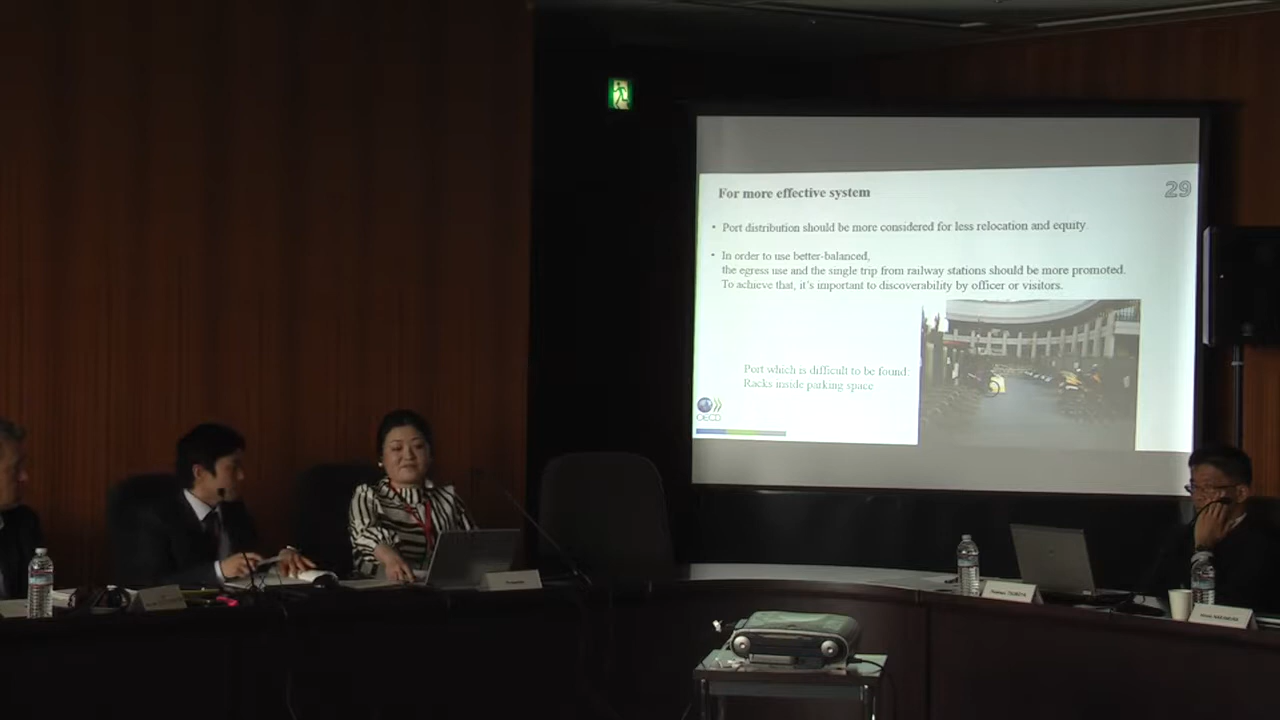 For more effective system
29
• Port distribution should be more considered for less relocation and equity.
• In order to use better-balanced,
the egress use and the single trip from railway stations should be more promoted.
To achieve that, it's important to discoverability by officer or visitors.
Port which is difficult to be found:
Racks inside parking space
OECD